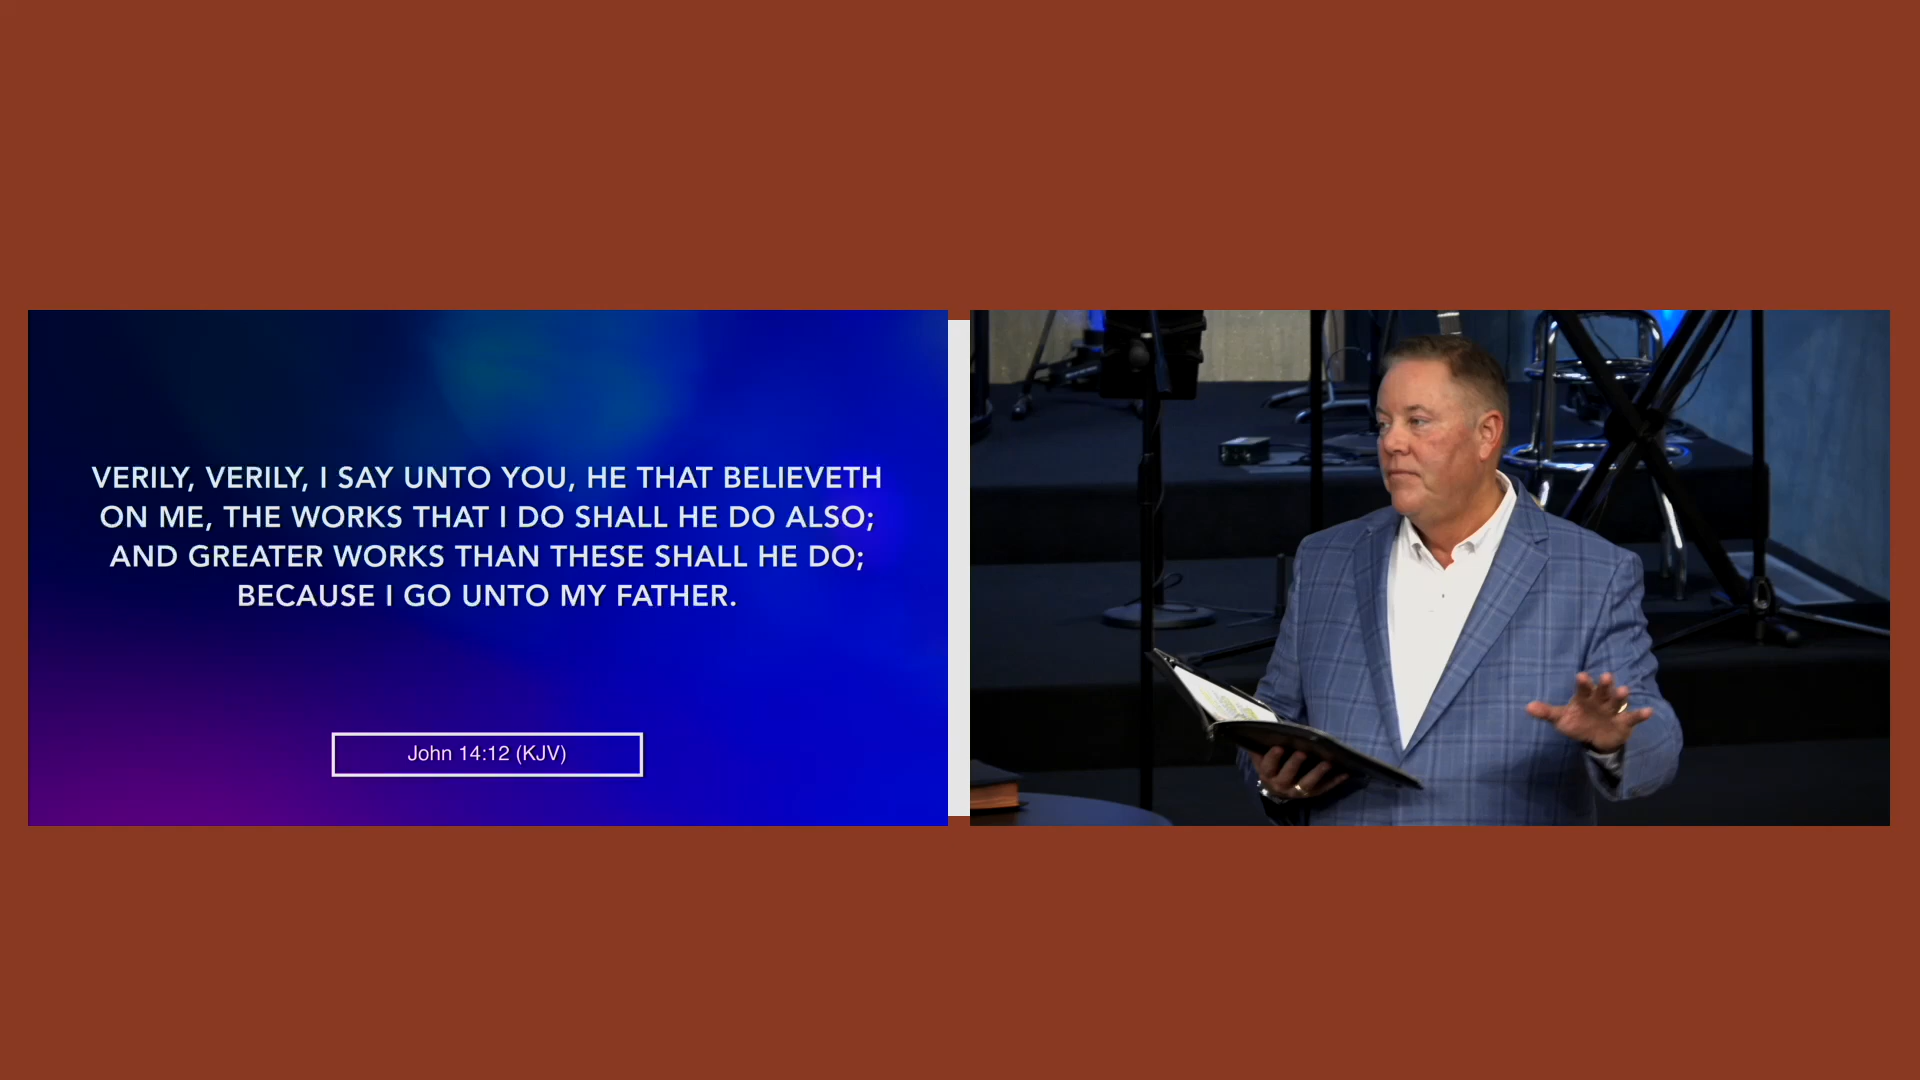 VERILY, VERILY, I SAY UNTO YOU, HE THAT BELIEVETH
ON ME, THE WORKS THAT I DO SHALL HE DO ALSO;
AND GREATER WORKS THAN THESE SHALL HE DO;
BECAUSE I GO UNTO MY FATHER.
John 14:12 (KJV)